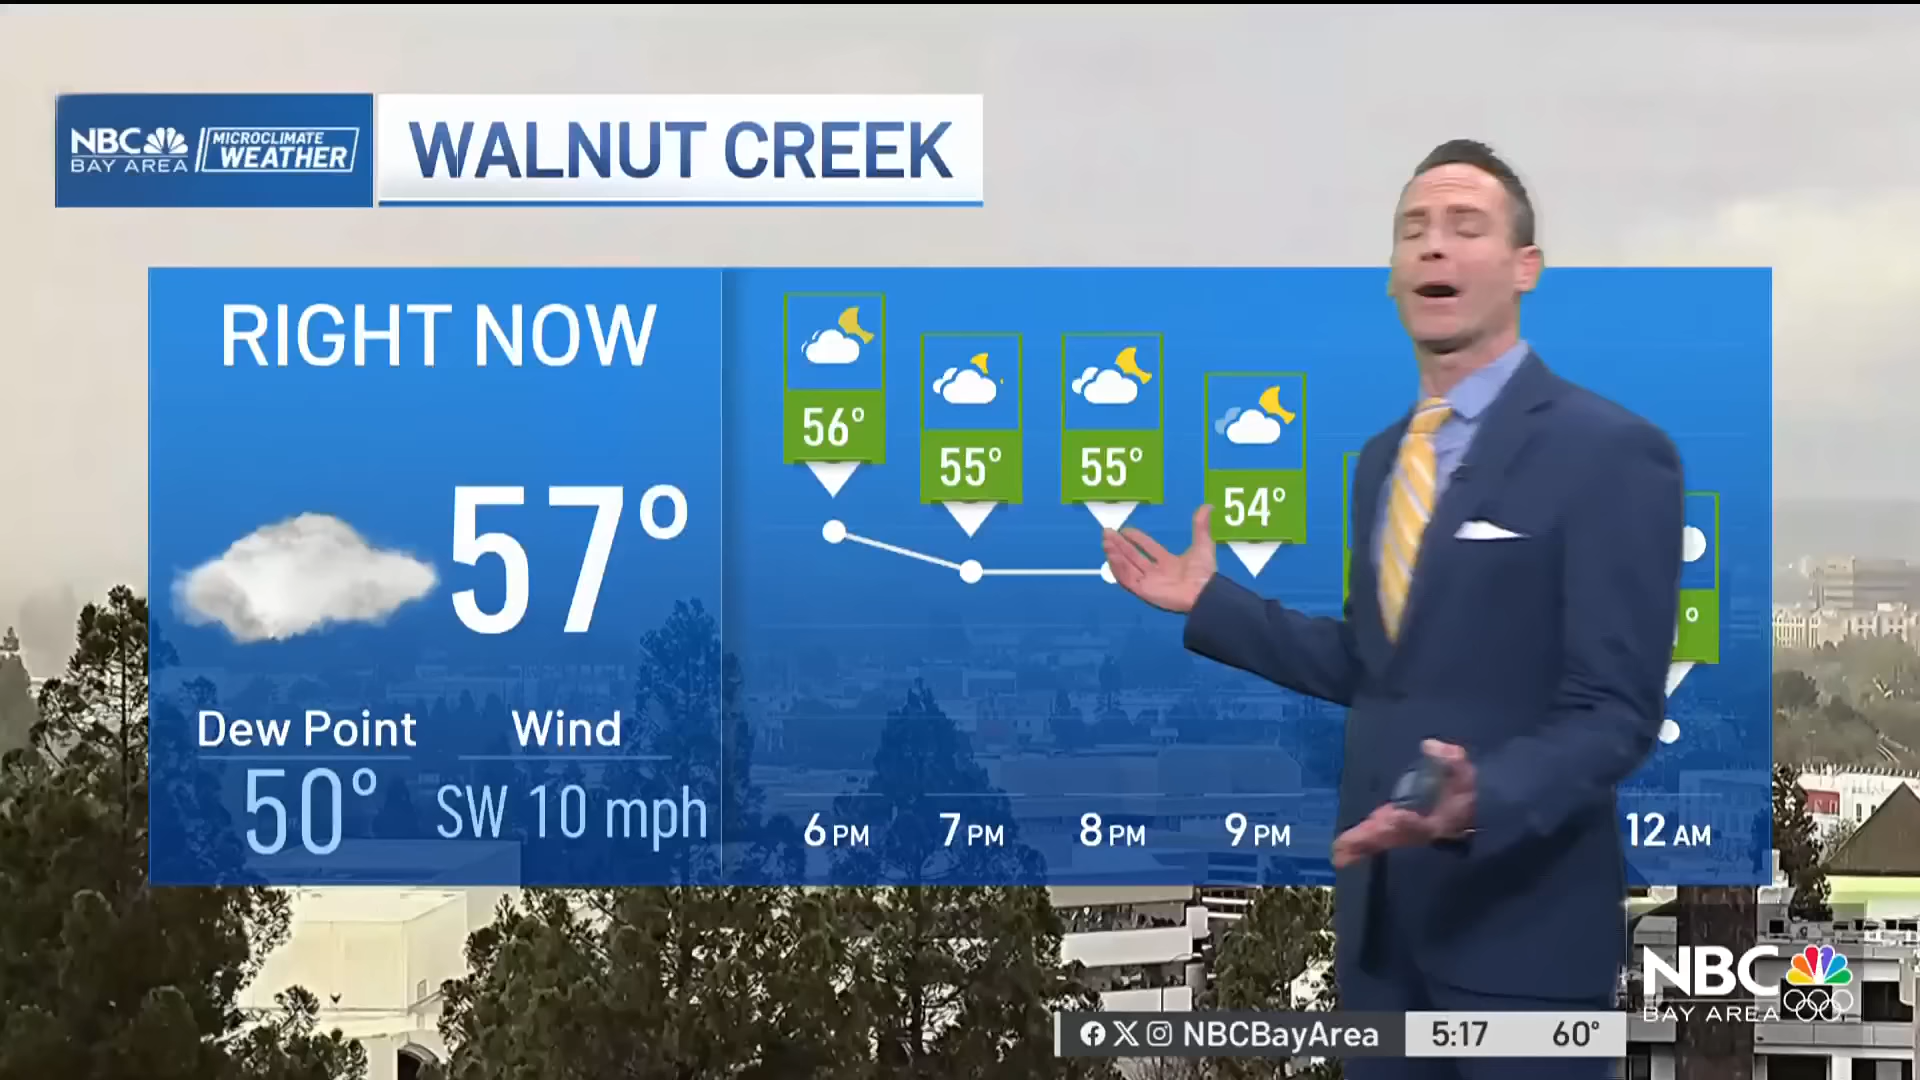 NBC
BAY AREA
MICROCLIMATE
WEATHER
WALNUT CREEK
RIGHT NOW
57°
Dew Point
50°
Wind
SW 10 mph
56°
55°
55°
54°
°
6 PM
7 PM
8 PM
9 PM
12 AM
NBCBayArea
5:17
60°
NBC
BAY AREA